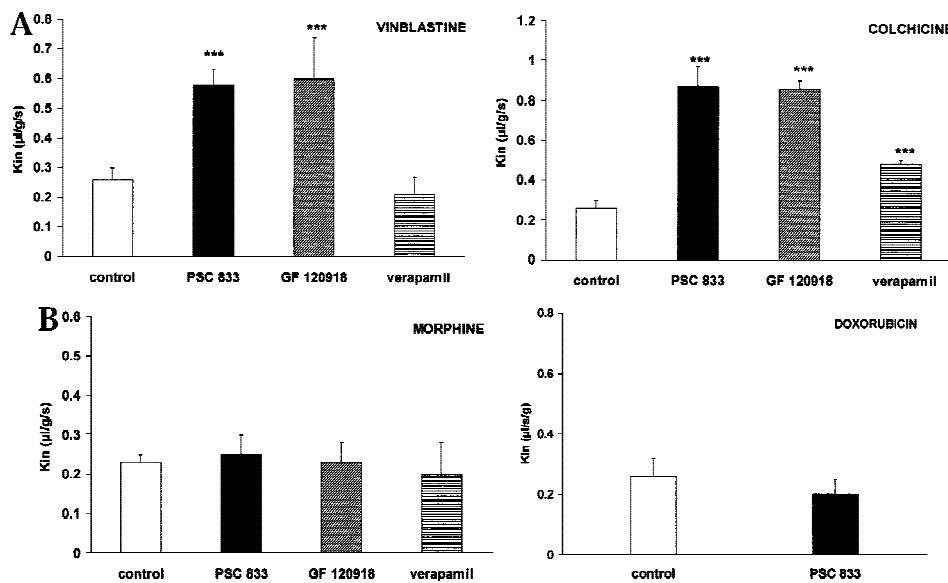 A
VINBLASTINE
Kin (µl/g/s)
0.8
0.7
0.6
0.5
0.4
0.3
0.2
0.1
0
***
***
control
PSC 833
GF 120918
verapamil
COLCHICINE
Kin (µl/g/s)
1.2
1
0.8
0.6
0.4
0.2
0
***
***
***
control
PSC 833
GF 120918
verapamil
B
MORPHINE
Kin (µl/g/s)
0.6
0.5
0.4
0.3
0.2
0.1
0
control
PSC 833
GF 120918
verapamil
DOXORUBICIN
Kin (µl/s/g)
0.8
0.6
0.4
0.2
0
control
PSC 833